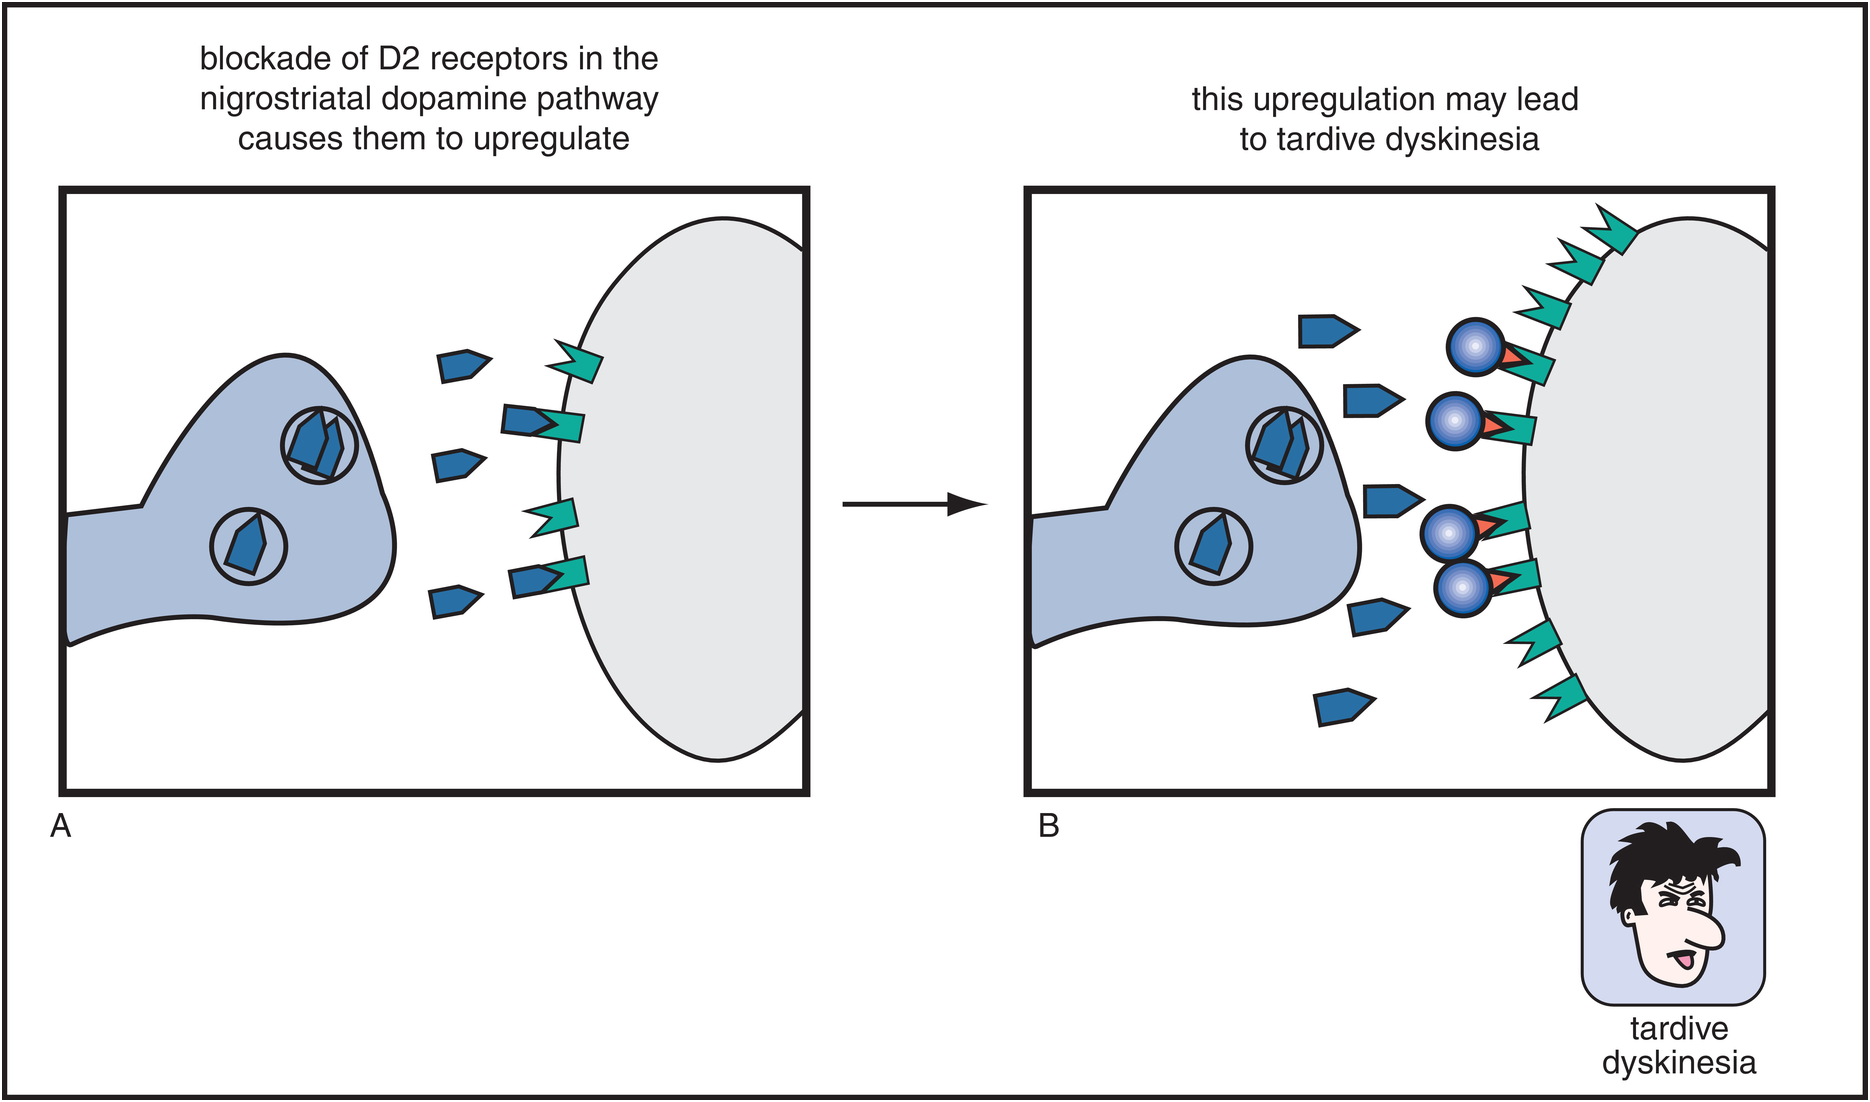 blockade of D2 receptors in the
nigrostriatal dopamine pathway
causes them to upregulate
this upregulation may lead
to tardive dyskinesia
A
B
tardive
dyskinesia